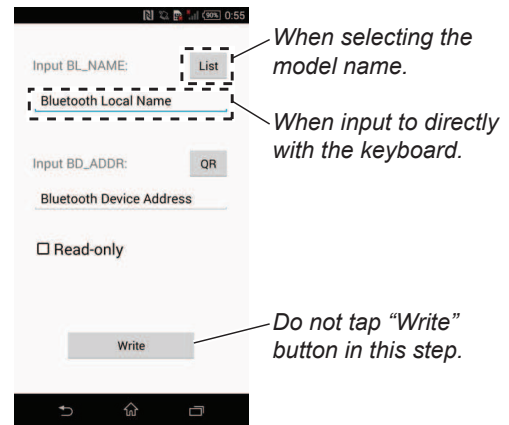 90% 0:55
Input BL_NAME:
List
Bluetooth Local Name
Input BD_ADDR:
QR
Bluetooth Device Address
Read-only
Write
When selecting the
model name.
When input to directly
with the keyboard.
Do not tap “Write”
button in this step.